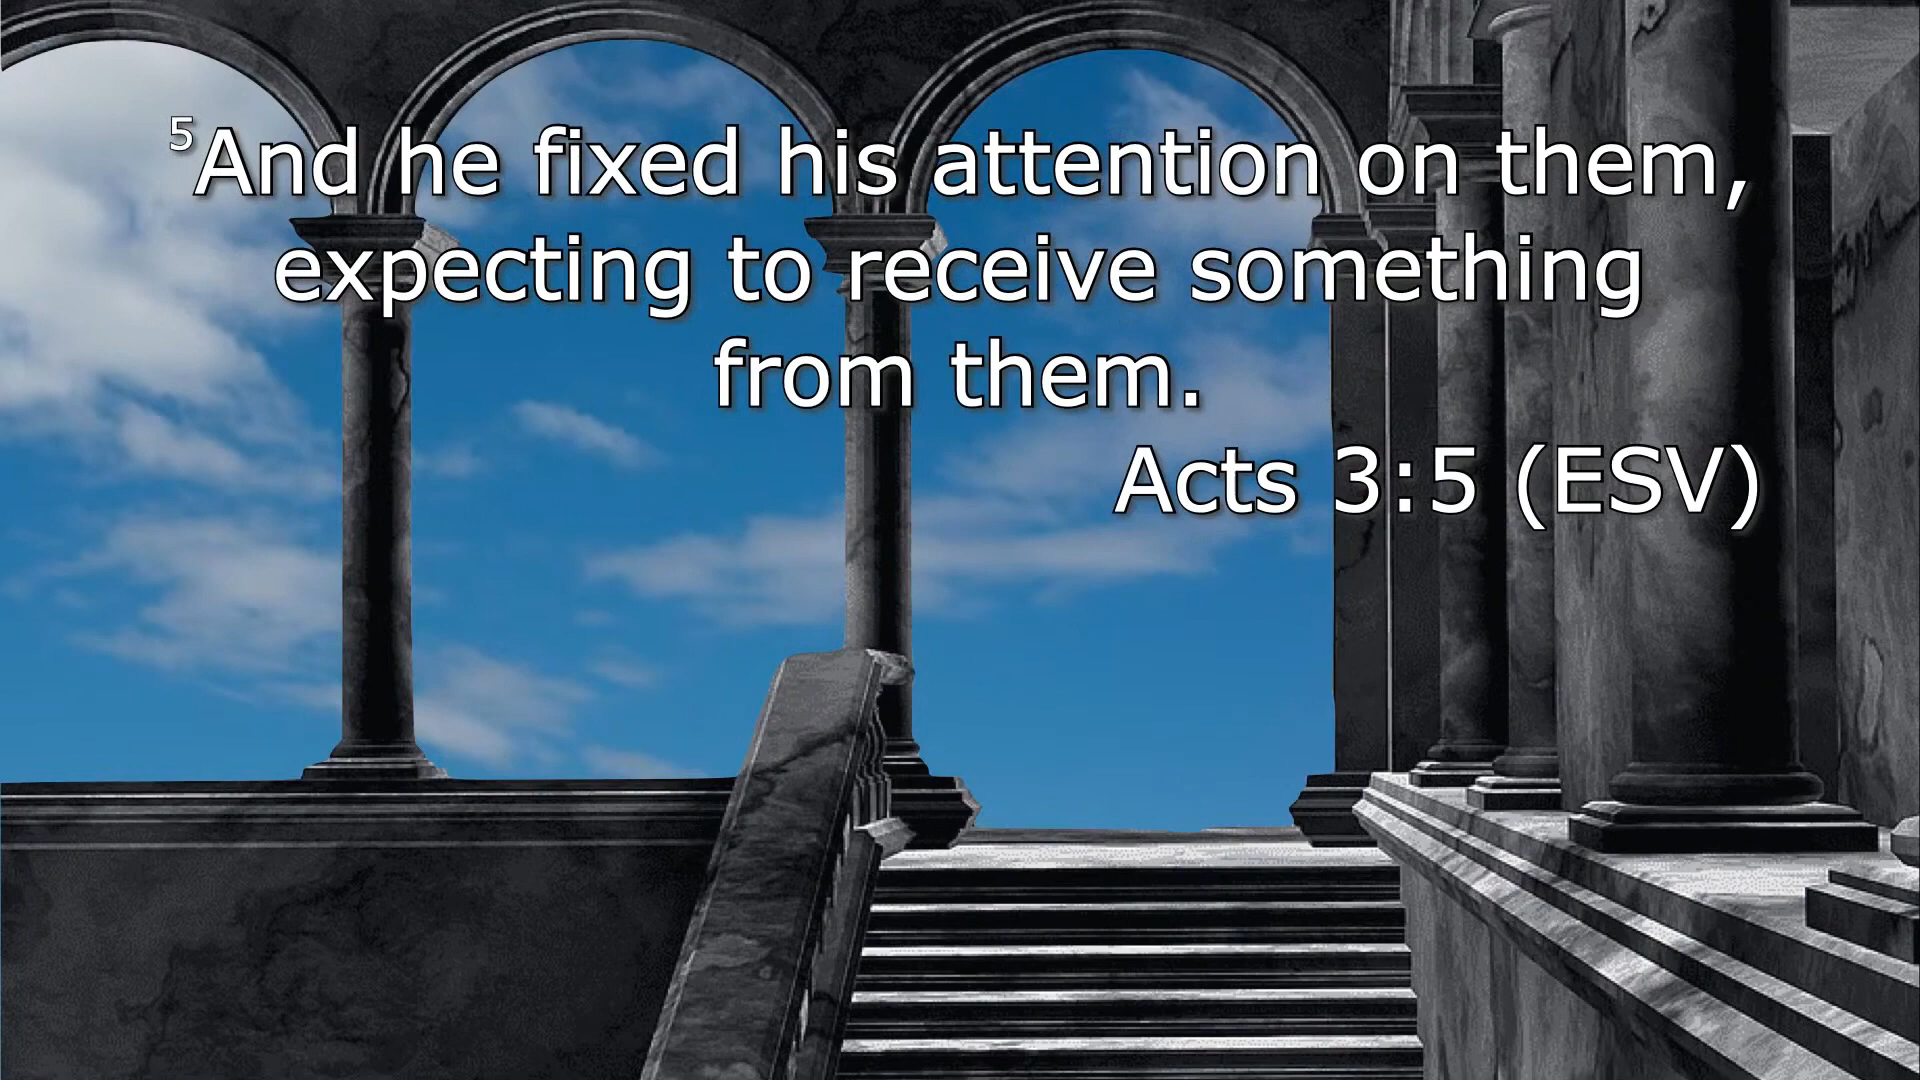 5And he fixed his attention on them,
expecting to receive something
from them.
Acts 3:5 (ESV)